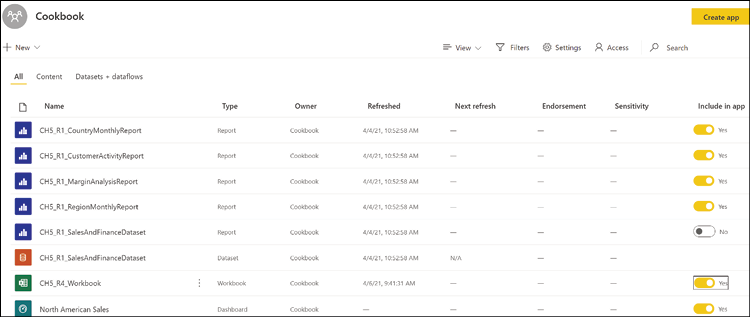 Cookbook
Create app
New View Filters Settings Access Search
All Content Datasets + dataflows
Name Type Owner Refreshed Next refresh Endorsement Sensitivity Include in app
CH5_R1_CountryMonthlyReport Report Cookbook 4/4/21, 10:52:58 AM — — — Yes
CH5_R1_CustomerActivityReport Report Cookbook 4/4/21, 10:52:58 AM — — — Yes
CH5_R1_MarginAnalysisReport Report Cookbook 4/4/21, 10:52:58 AM — — — Yes
CH5_R1_RegionMonthlyReport Report Cookbook 4/4/21, 10:52:58 AM — — — Yes
CH5_R1_SalesAndFinanceDataset Report Cookbook 4/4/21, 10:52:58 AM — — — No
CH5_R1_SalesAndFinanceDataset Dataset Cookbook 4/4/21, 10:52:58 AM N/A — —
CH5_R4_Workbook Workbook Cookbook 4/6/21, 9:41:31 AM — — — Yes
North American Sales Dashboard Cookbook — — — — Yes